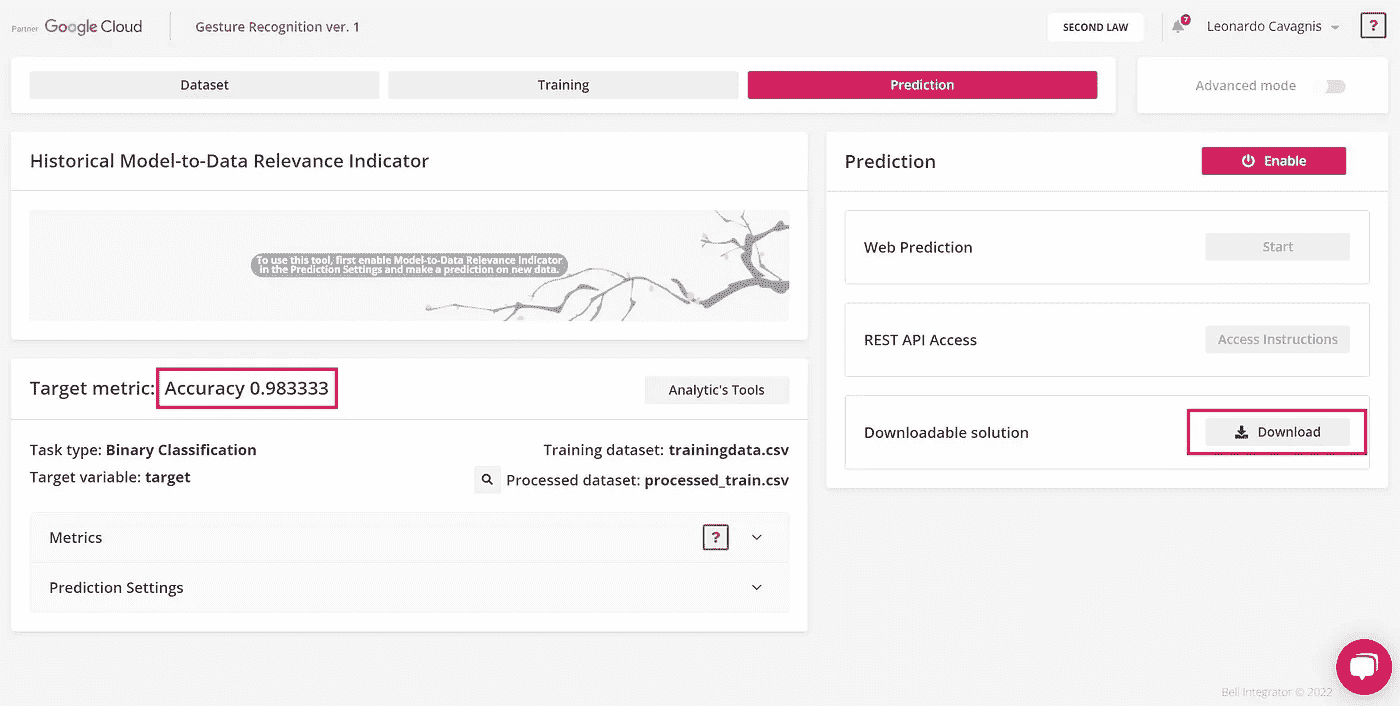 Partner Google Cloud
Gesture Recognition ver. 1
SECOND LAW
7
Leonardo Cavagnis
?
Dataset
Training
Prediction
Advanced mode
Historical Model-to-Data Relevance Indicator
To use this tool, first enable Model-to-Data Relevance Indicator
in the Prediction Settings and make a prediction on new data.
Target metric: Accuracy 0.983333
Analytic's Tools
Task type: Binary Classification
Training dataset: trainingdata.csv
Target variable: target
Processed dataset: processed_train.csv
Metrics
?
Prediction Settings
Prediction
Enable
Web Prediction
Start
REST API Access
Access Instructions
Downloadable solution
Download
Bell Integrator © 2022